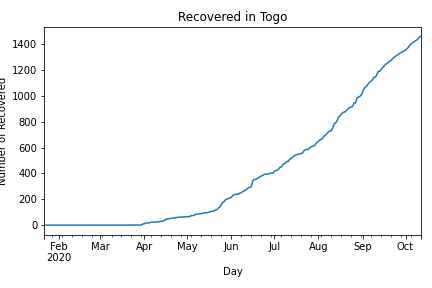 Recovered in Togo
Number of Recovered
1400
1200
1000
800
600
400
200
0
Feb Mar Apr May Jun Jul Aug Sep Oct
2020
Day